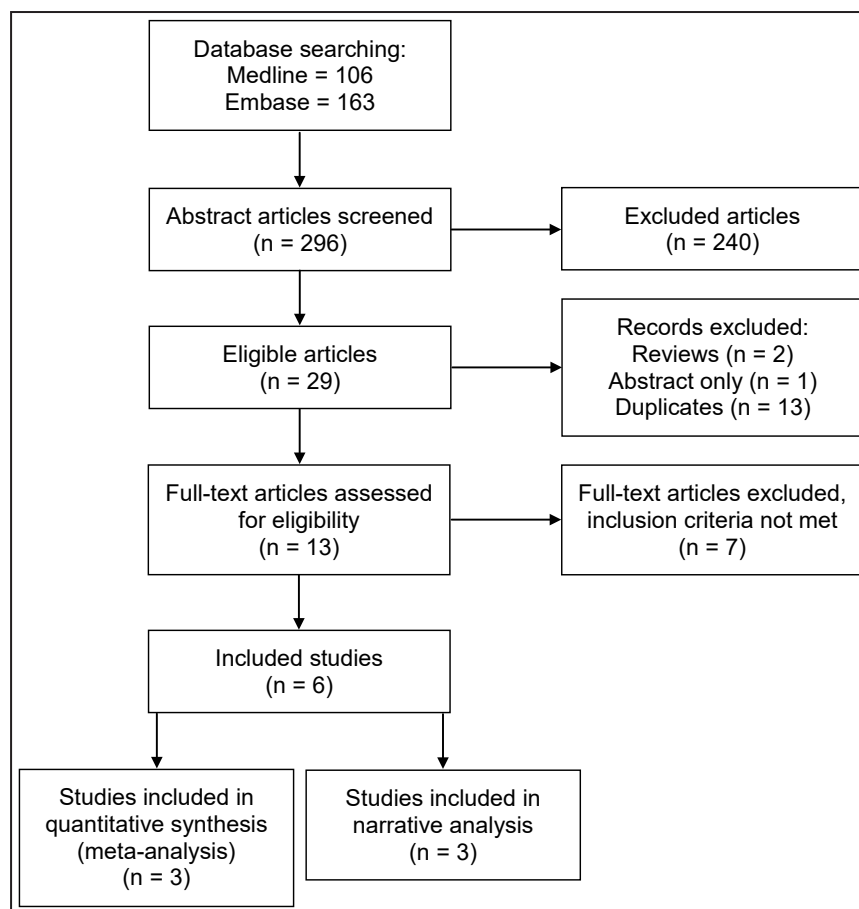 Database searching:
Medline = 106
Embase = 163
Abstract articles screened
(n = 296)
Excluded articles
(n = 240)
Eligible articles
(n = 29)
Records excluded:
Reviews (n = 2)
Abstract only (n = 1)
Duplicates (n = 13)
Full-text articles assessed
for eligibility
(n = 13)
Full-text articles excluded,
inclusion criteria not met
(n = 7)
Included studies
(n = 6)
Studies included in
quantitative synthesis
(meta-analysis)
(n = 3)
Studies included in
narrative analysis
(n = 3)